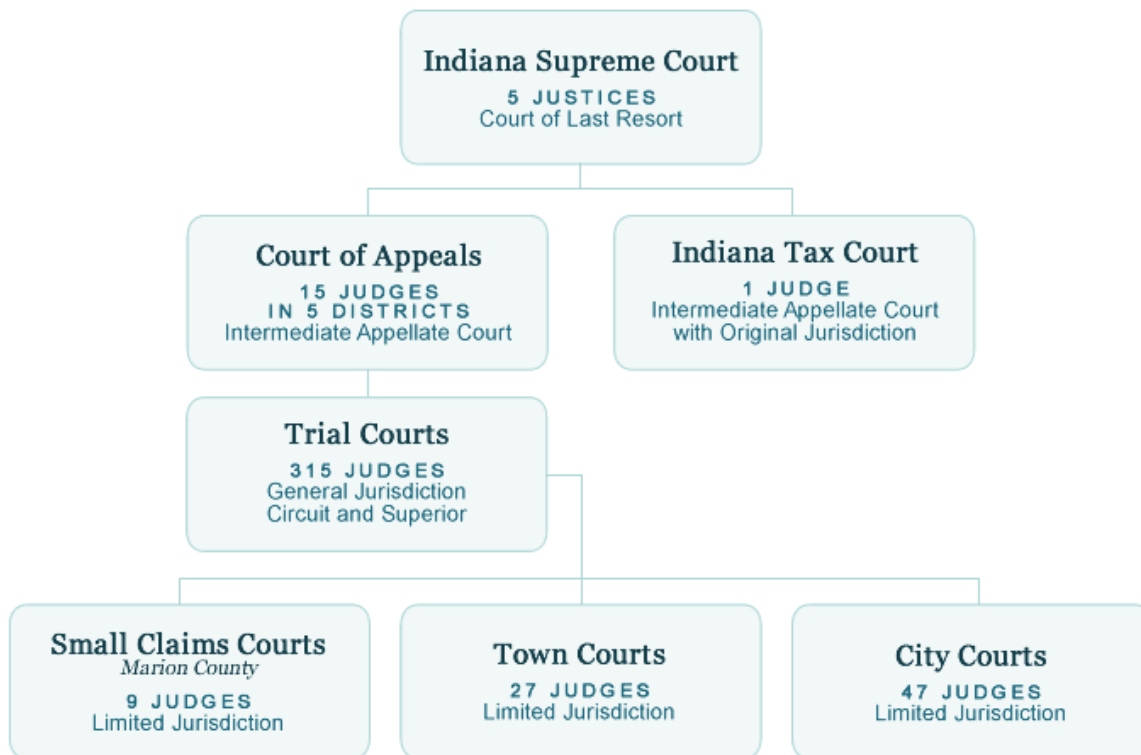 Indiana Supreme Court
5 JUSTICES
Court of Last Resort
Court of Appeals
15 JUDGES
IN 5 DISTRICTS
Intermediate Appellate Court
Indiana Tax Court
1 JUDGE
Intermediate Appellate Court
with Original Jurisdiction
Trial Courts
315 JUDGES
General Jurisdiction
Circuit and Superior
Small Claims Courts
Marion County
9 JUDGES
Limited Jurisdiction
Town Courts
27 JUDGES
Limited Jurisdiction
City Courts
47 JUDGES
Limited Jurisdiction